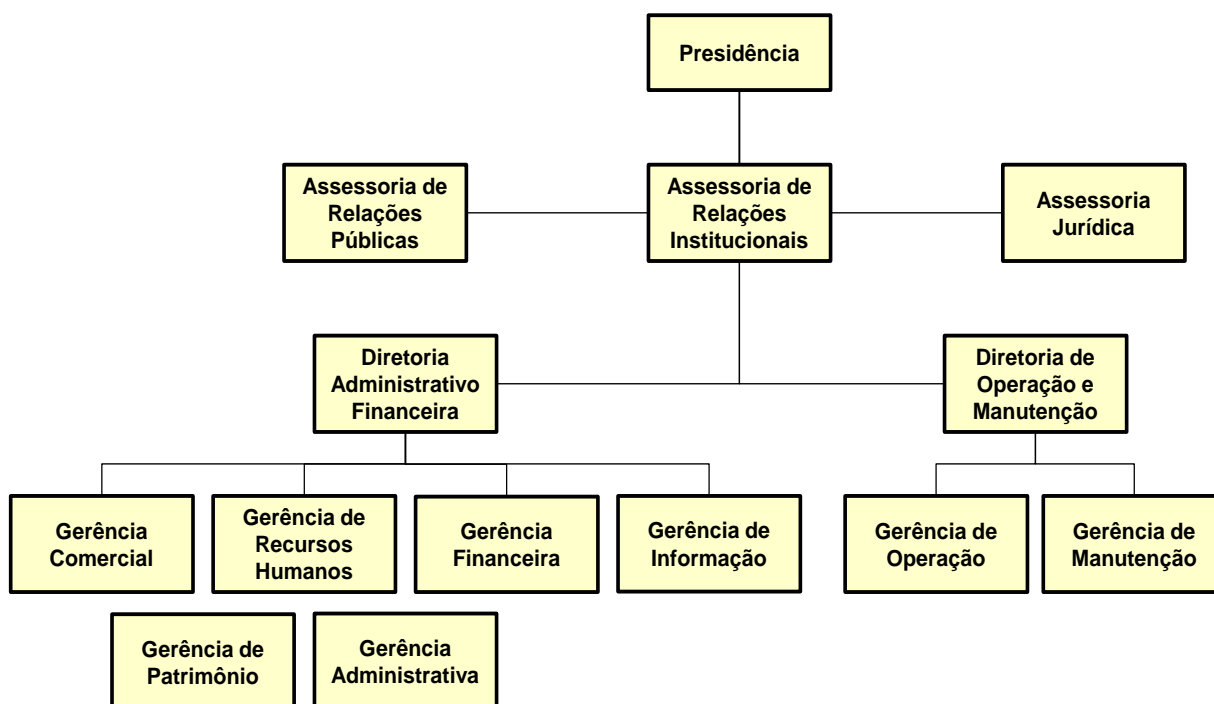 Presidência
Assessoria de
Relações
Públicas
Assessoria de
Relações
Institucionais
Assessoria
Jurídica
Diretoria
Administrativo
Financeira
Diretoria de
Operação e
Manutenção
Gerência
Comercial
Gerência de
Recursos
Humanos
Gerência
Financeira
Gerência de
Informação
Gerência de
Operação
Gerência de
Manutenção
Gerência de
Patrimônio
Gerência
Administrativa